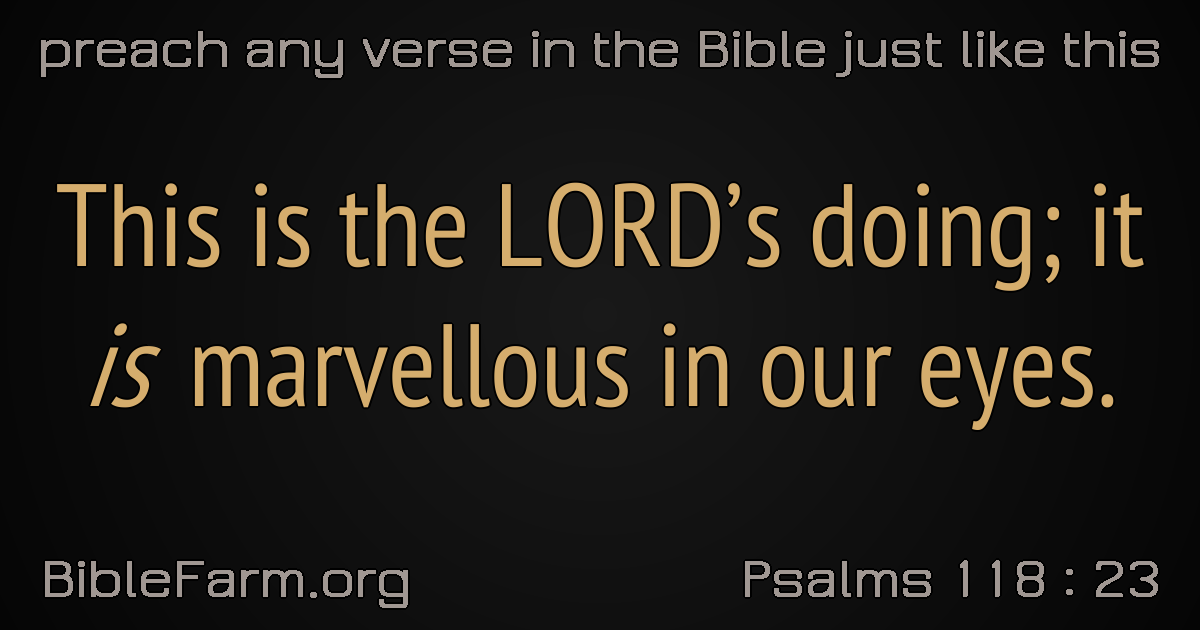 preach any verse in the Bible just like this
This is the LORD’s doing; it
is marvellous in our eyes.
BibleFarm.org
Psalms 118 : 23